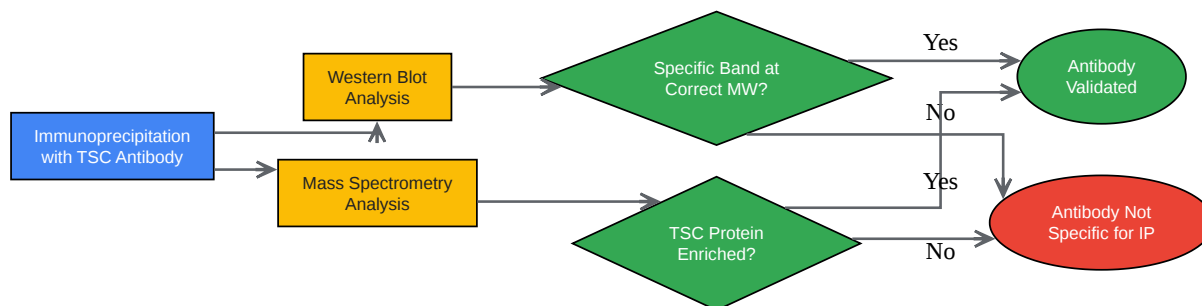 Immunoprecipitation
with TSC Antibody
Western Blot
Analysis
Mass Spectrometry
Analysis
Specific Band at
Correct MW?
TSC Protein
Enriched?
Yes
No
Yes
No
Antibody
Validated
Antibody Not
Specific for IP